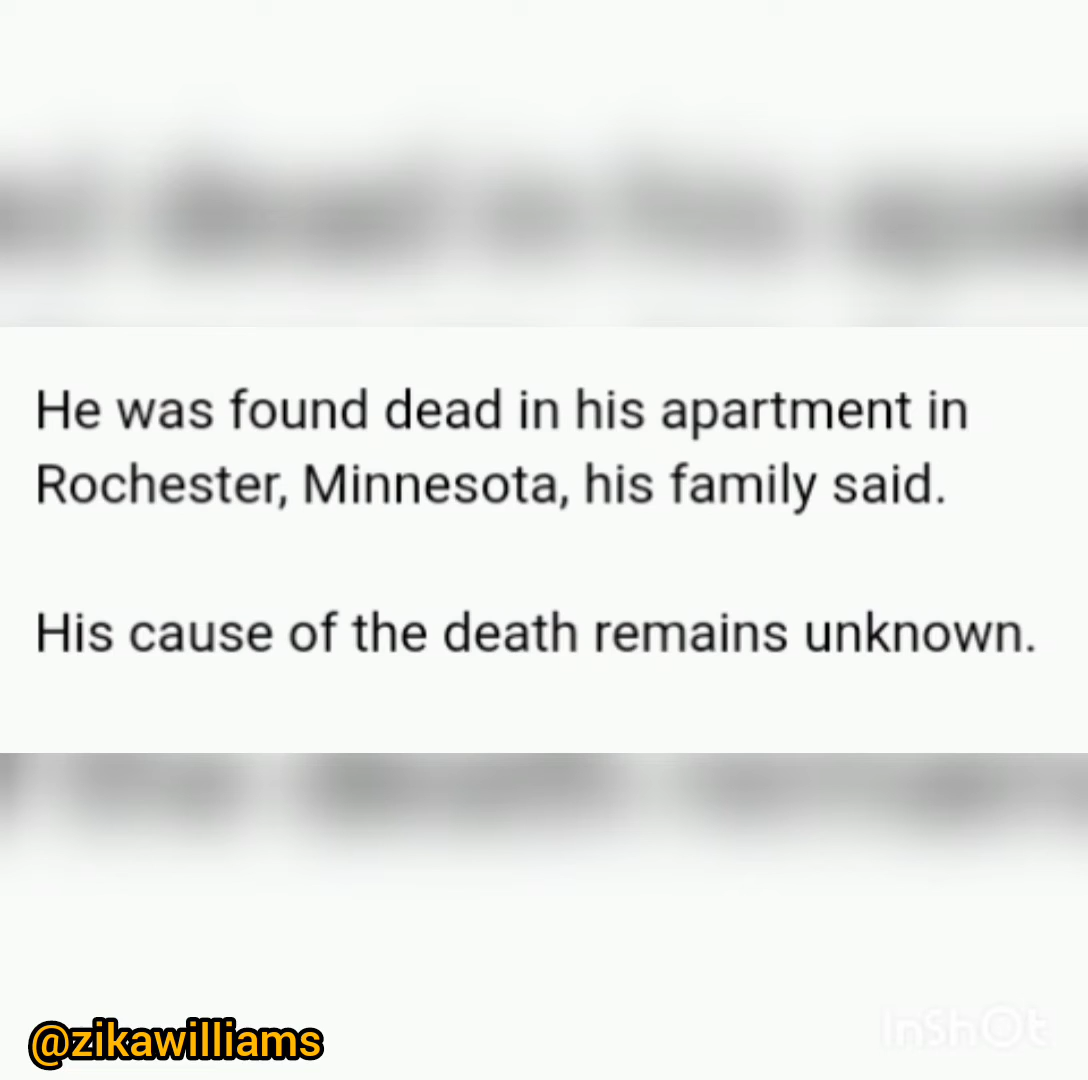 He was found dead in his apartment in
Rochester, Minnesota, his family said.
His cause of the death remains unknown.
@zikawilliams
InShOt